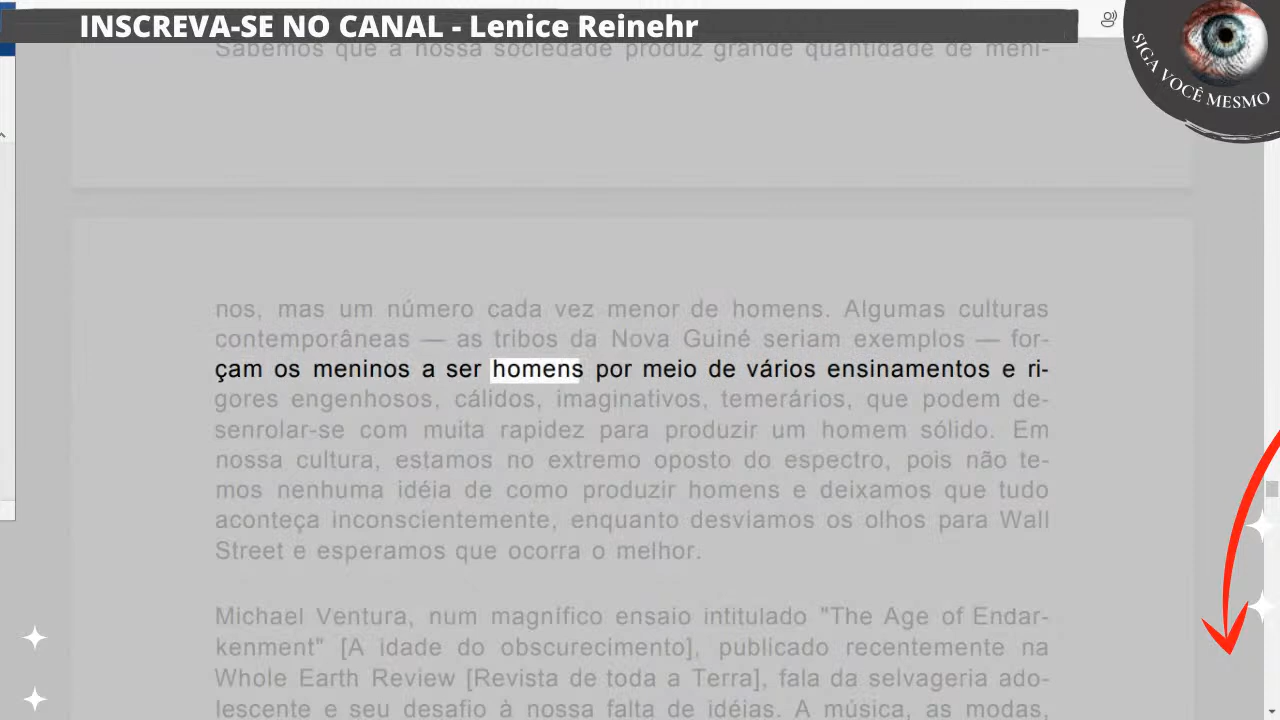 INSCREVA-SE NO CANAL - Lenice Reinehr
SIGA VOCÊ MESMO
Sabemos que a nossa sociedade produz grande quantidade de meni-
nos, mas um número cada vez menor de homens. Algumas culturas
contemporâneas — as tribos da Nova Guiné seriam exemplos — for-
çam os meninos a ser homens por meio de vários ensinamentos e ri-
gores engenhosos, cálidos, imaginativos, temerários, que podem de-
senrolar-se com muita rapidez para produzir um homem sólido. Em
nossa cultura, estamos no extremo oposto do espectro, pois não te-
mos nenhuma idéia de como produzir homens e deixamos que tudo
aconteça inconscientemente, enquanto desviamos os olhos para Wall
Street e esperamos que ocorra o melhor.
Michael Ventura, num magnífico ensaio intitulado "The Age of Endar-
kenment" [A idade do obscurecimento], publicado recentemente na
Whole Earth Review [Revista de toda a Terra], fala da selvageria ado-
lescente e seu desafio à nossa falta de idéias. A música, as modas,